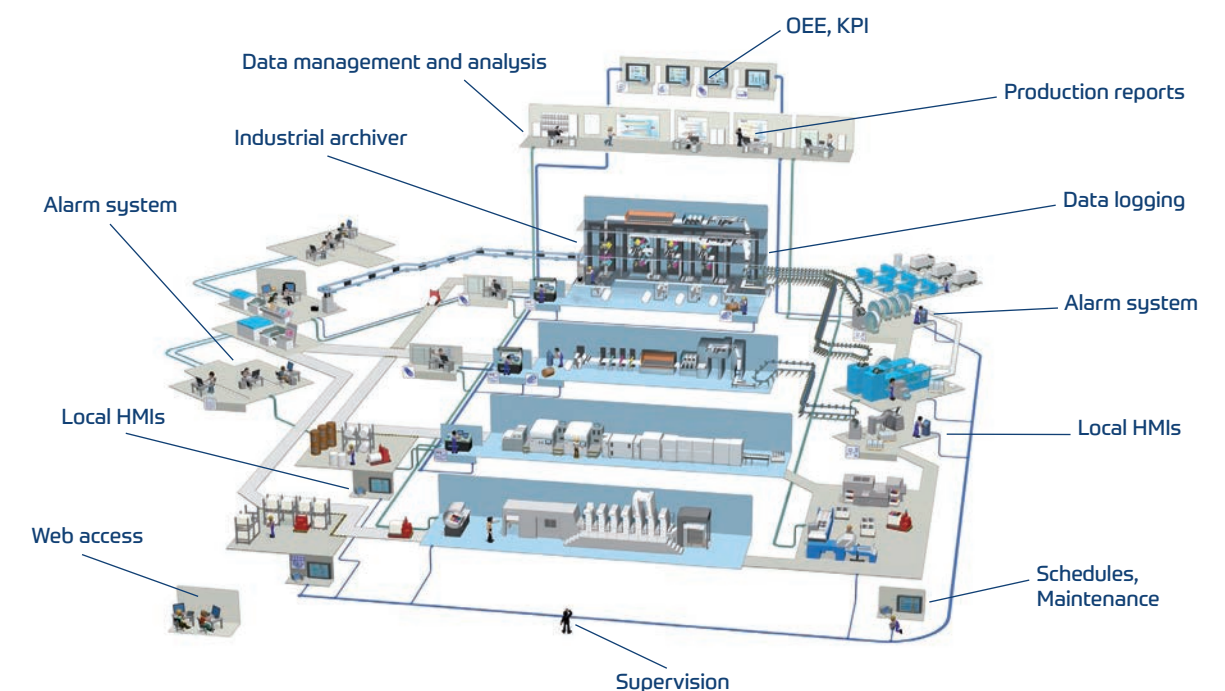 OEE, KPI
Data management and analysis
Production reports
Industrial archiver
Data logging
Alarm system
Alarm system
Local HMIs
Local HMIs
Web access
Schedules,
Maintenance
Supervision